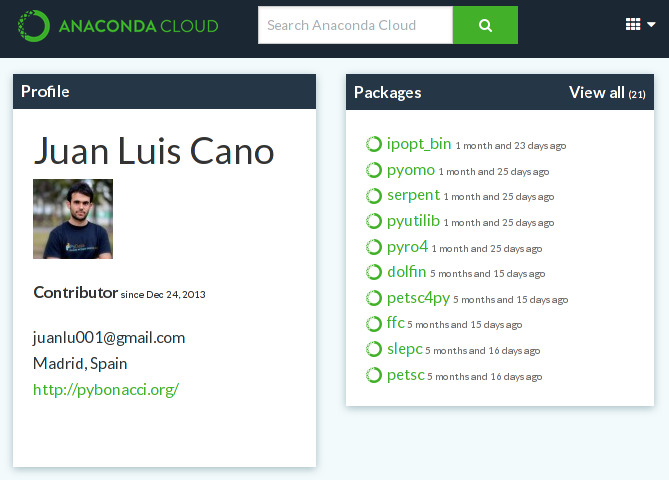 ANACONDA CLOUD
Search Anaconda Cloud
Profile
Juan Luis Cano
Contributor since Dec 24, 2013
juanlu001@gmail.com
Madrid, Spain
http://pybonacci.org/
Packages View all (21)
ipopt_bin 1 month and 23 days ago
pyomo 1 month and 25 days ago
serpent 1 month and 25 days ago
pyutilib 1 month and 25 days ago
pyro4 1 month and 25 days ago
dolfin 5 months and 15 days ago
petsc4py 5 months and 15 days ago
ffc 5 months and 15 days ago
slepc 5 months and 16 days ago
petsc 5 months and 16 days ago